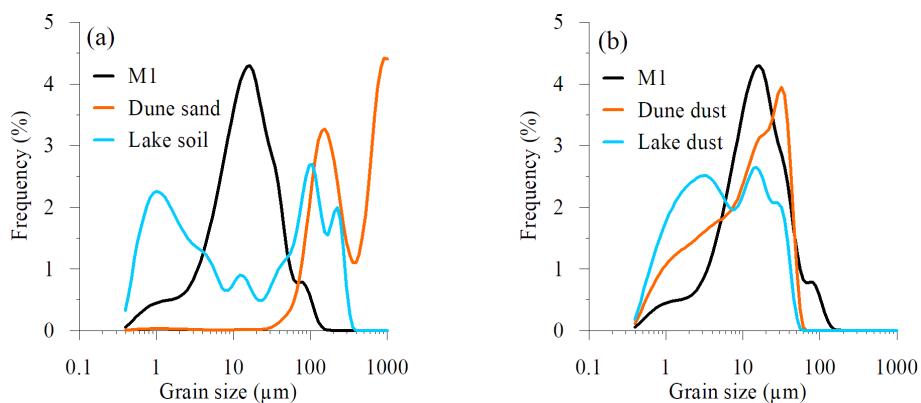 (a)
M1
Dune sand
Lake soil
Frequency (%)
5
4
3
2
1
0
0.1 1 10 100 1000
Grain size (µm)
(b)
M1
Dune dust
Lake dust
Frequency (%)
5
4
3
2
1
0
0.1 1 10 100 1000
Grain size (µm)